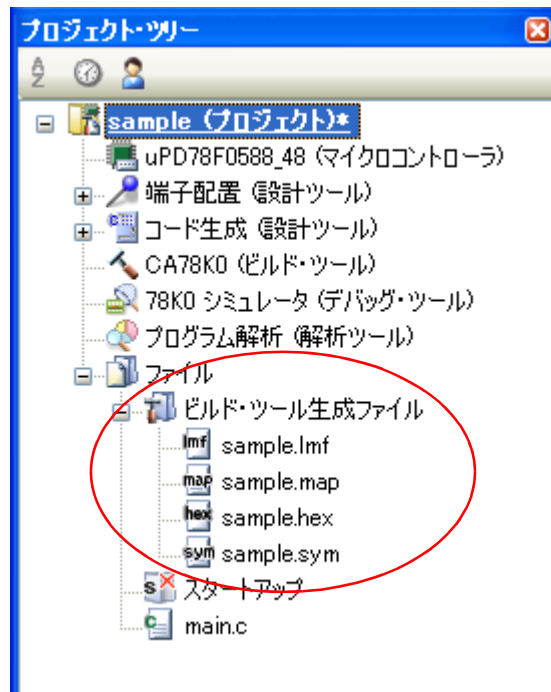 プロジェクト・ツリー
sample (プロジェクト)*
uPD78F0588_48 (マイクロコントローラ)
端子配置 (設計ツール)
コード生成 (設計ツール)
CA78K0 (ビルド・ツール)
78K0 シミュレータ (デバッグ・ツール)
プログラム解析 (解析ツール)
ファイル
ビルド・ツール生成ファイル
lmf sample.lmf
map sample.map
hex sample.hex
sym sample.sym
S スタートアップ
C main.c